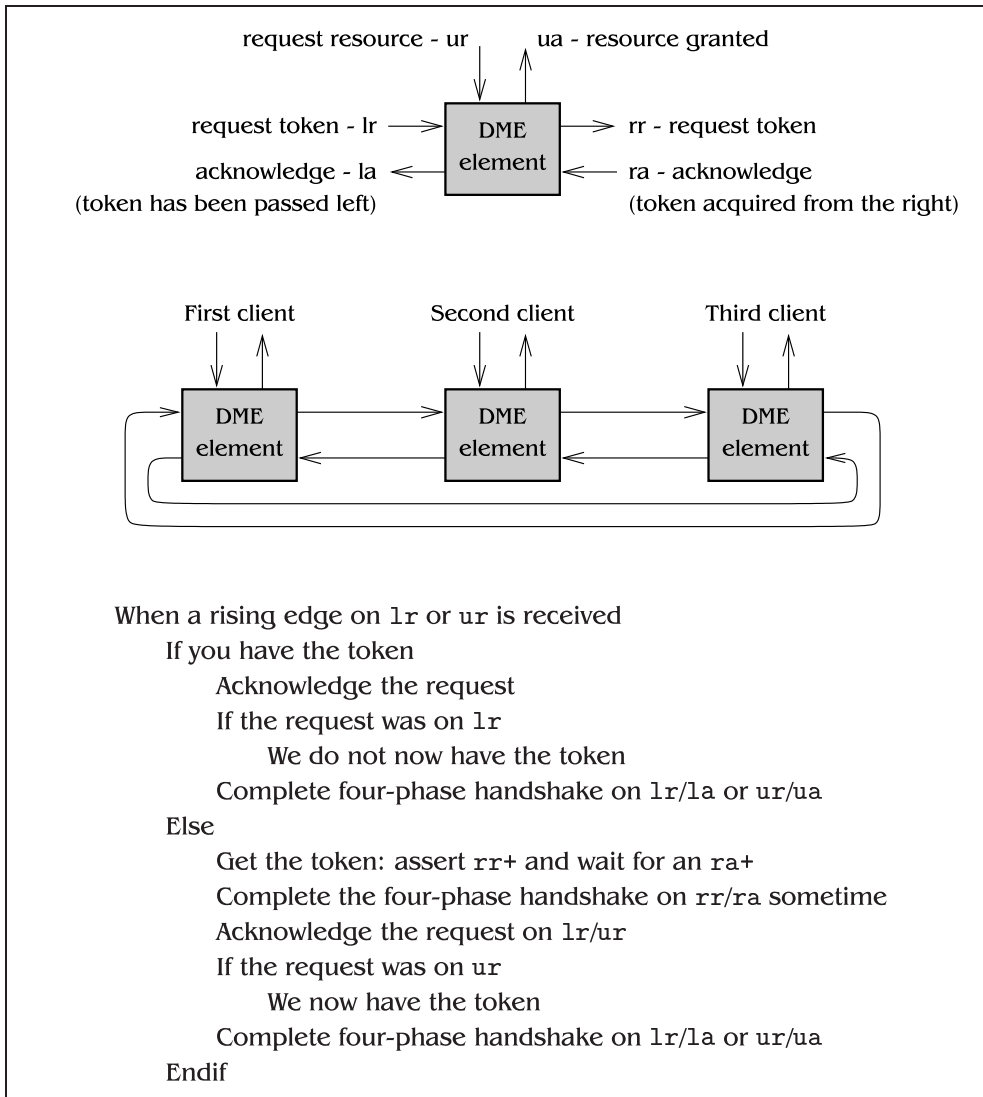 request resource - ur
ua - resource granted
request token - lr
DME
element
rr - request token
acknowledge - la
(token has been passed left)
ra - acknowledge
(token acquired from the right)
First client
Second client
Third client
DME
element
DME
element
DME
element
When a rising edge on lr or ur is received
If you have the token
Acknowledge the request
If the request was on lr
We do not now have the token
Complete four-phase handshake on lr/la or ur/ua
Else
Get the token: assert rr+ and wait for an ra+
Complete the four-phase handshake on rr/ra sometime
Acknowledge the request on lr/ur
If the request was on ur
We now have the token
Complete four-phase handshake on lr/la or ur/ua
Endif